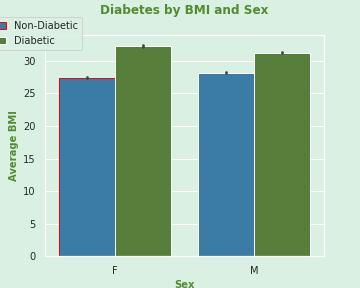 Diabetes by BMI and Sex
Non-Diabetic
Diabetic
30
25
20
15
10
5
0
Average BMI
F
M
Sex